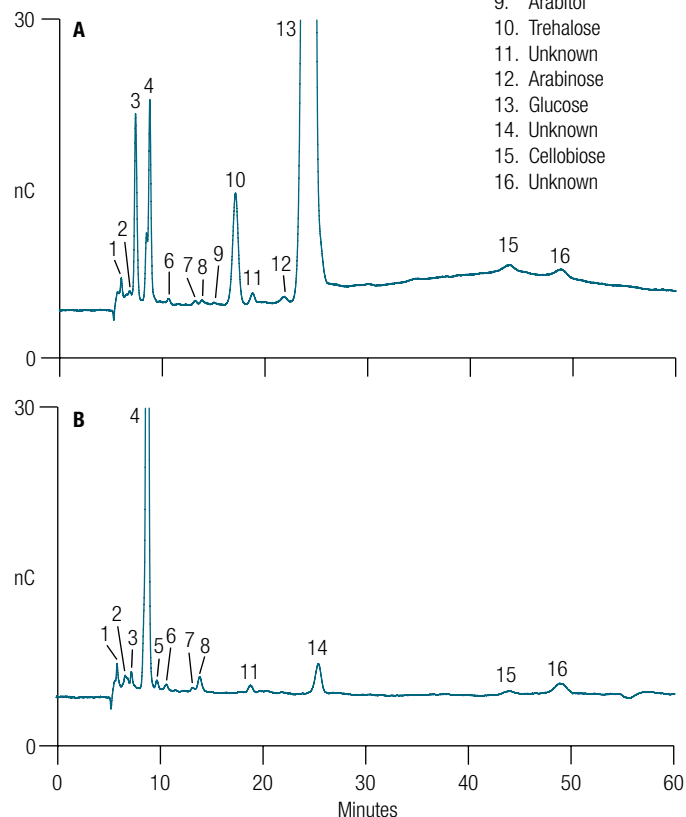 9. Arabitol
10. Trehalose
11. Unknown
12. Arabinose
13. Glucose
14. Unknown
15. Cellobiose
16. Unknown
30
A
13
3
4
nC
10
1
2
6
7
8
9
11
12
15
16
0
30
B
4
nC
1
2
3
5
6
7
8
11
14
15
16
0
0 10 20 30 40 50 60
Minutes